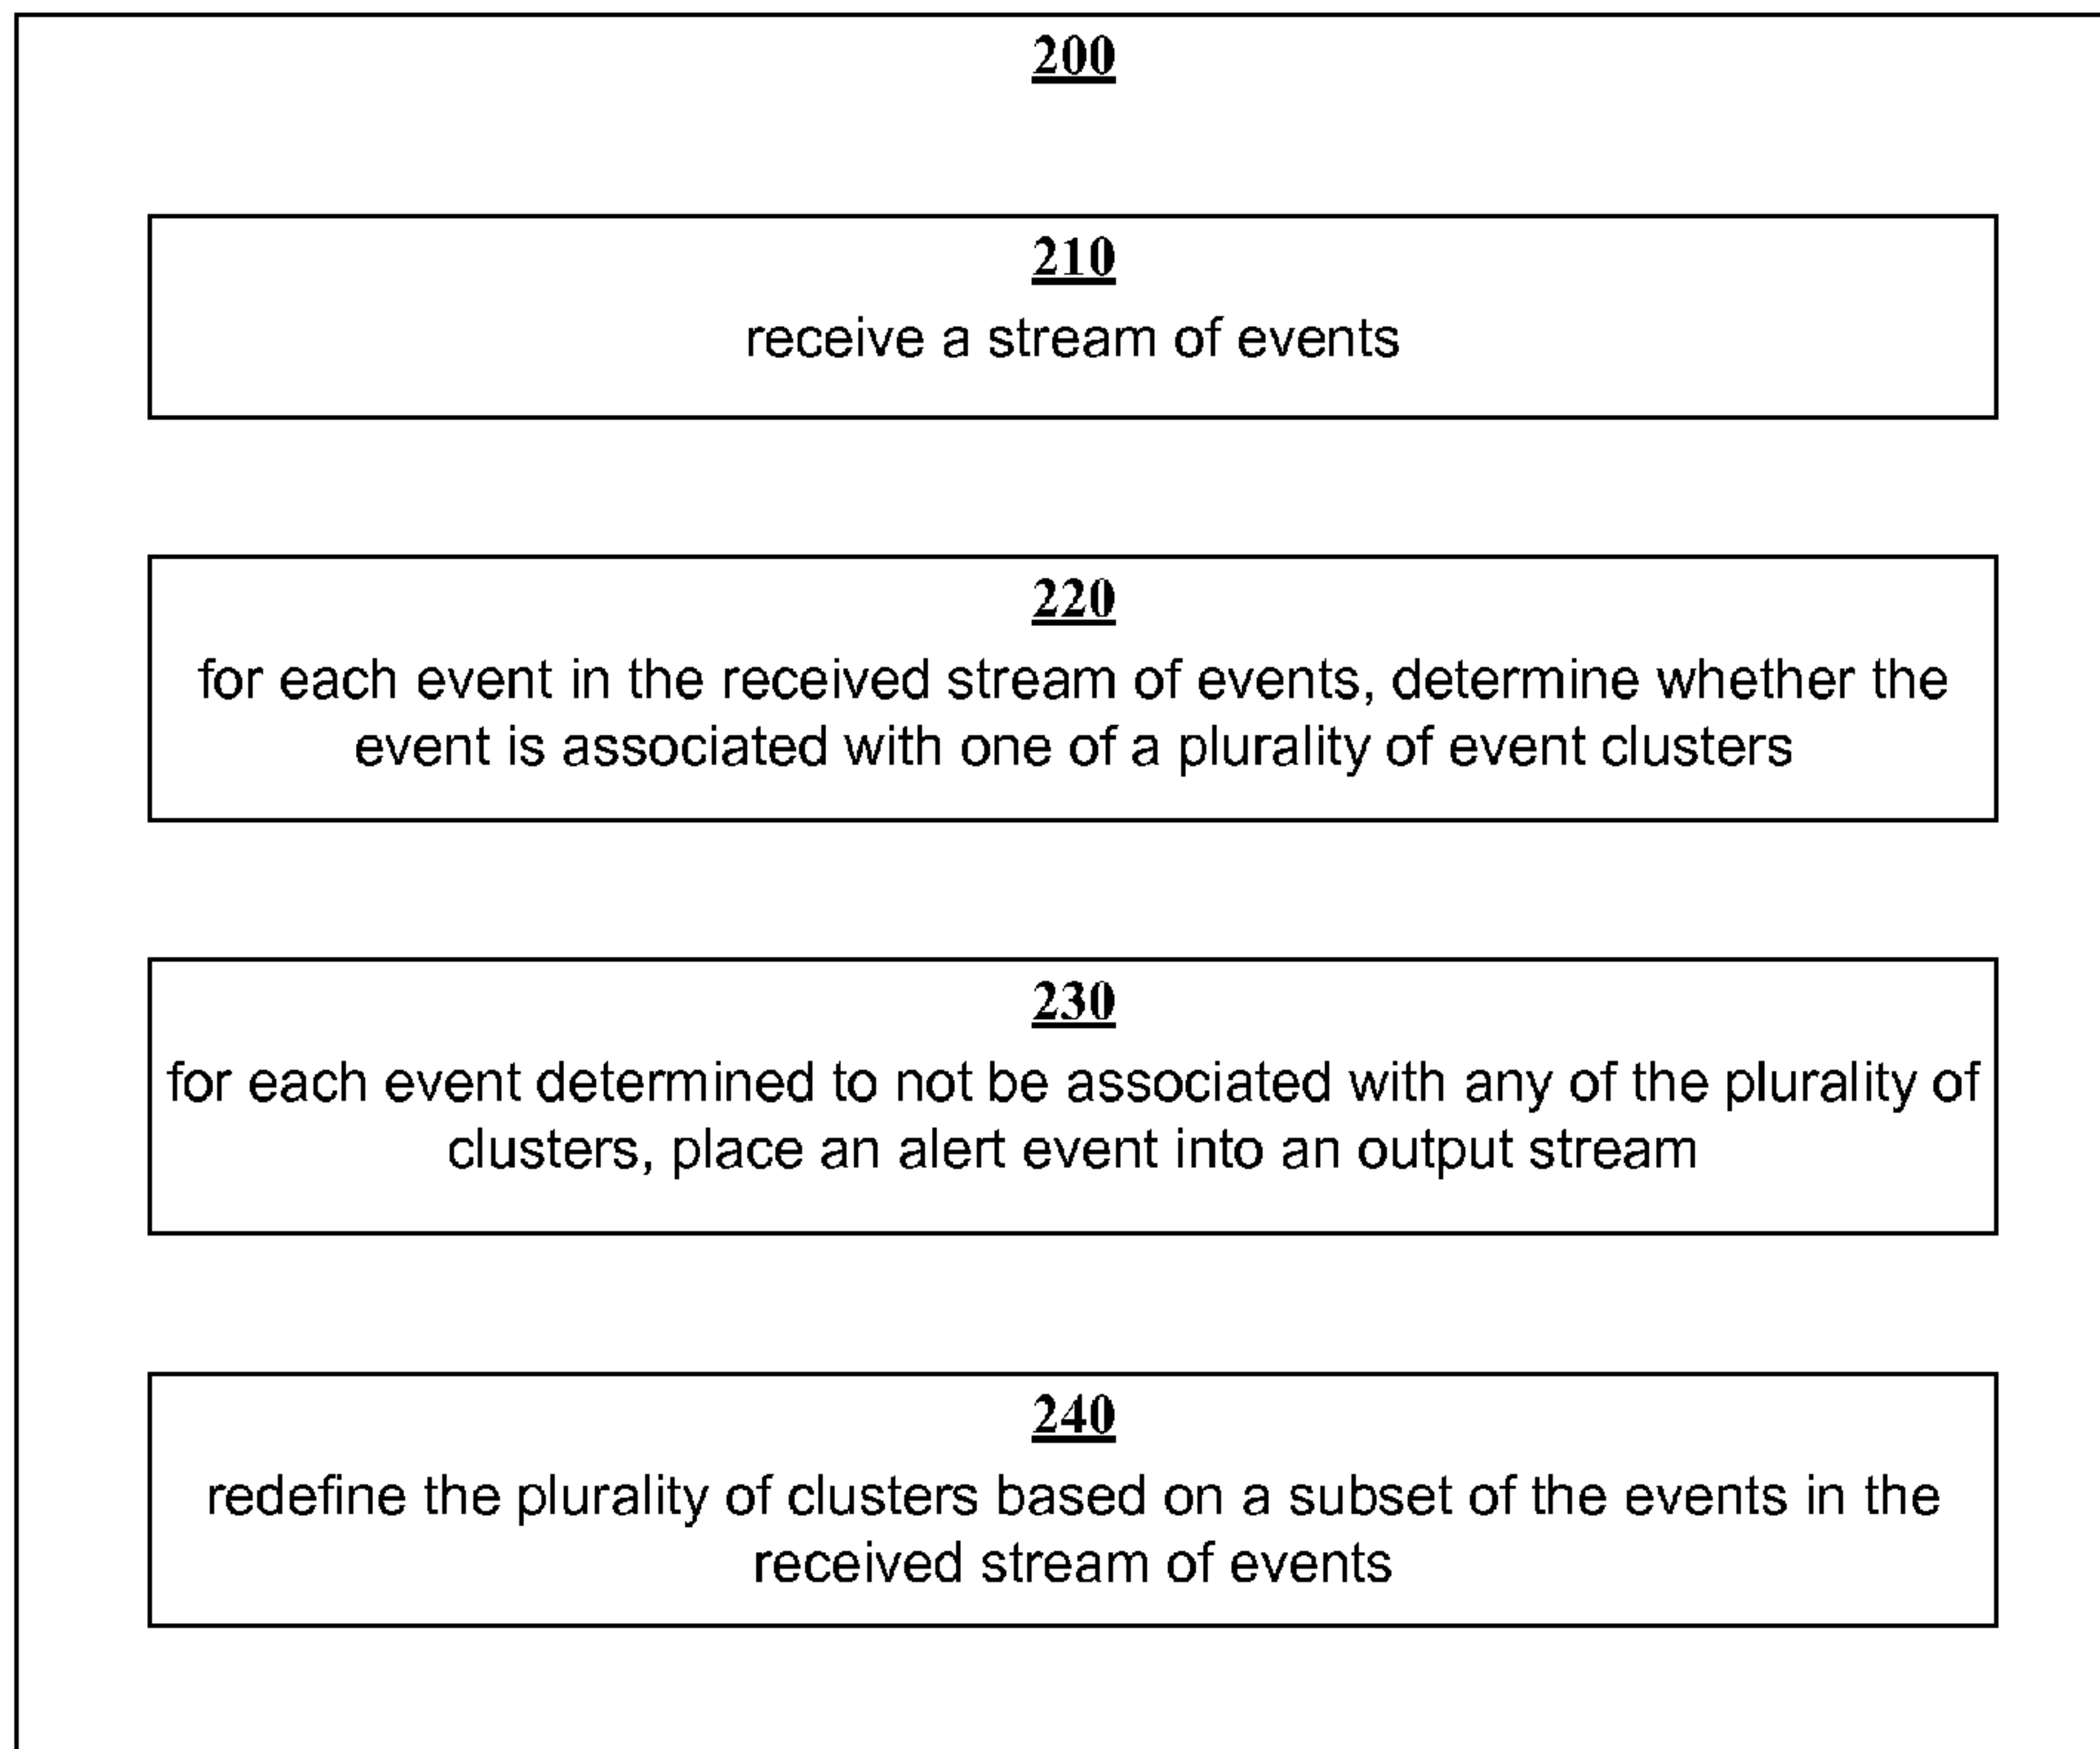 200
210
receive a stream of events
220
for each event in the received stream of events, determine whether the
event is associated with one of a plurality of event clusters
230
for each event determined to not be associated with any of the plurality of
clusters, place an alert event into an output stream
240
redefine the plurality of clusters based on a subset of the events in the
received stream of events